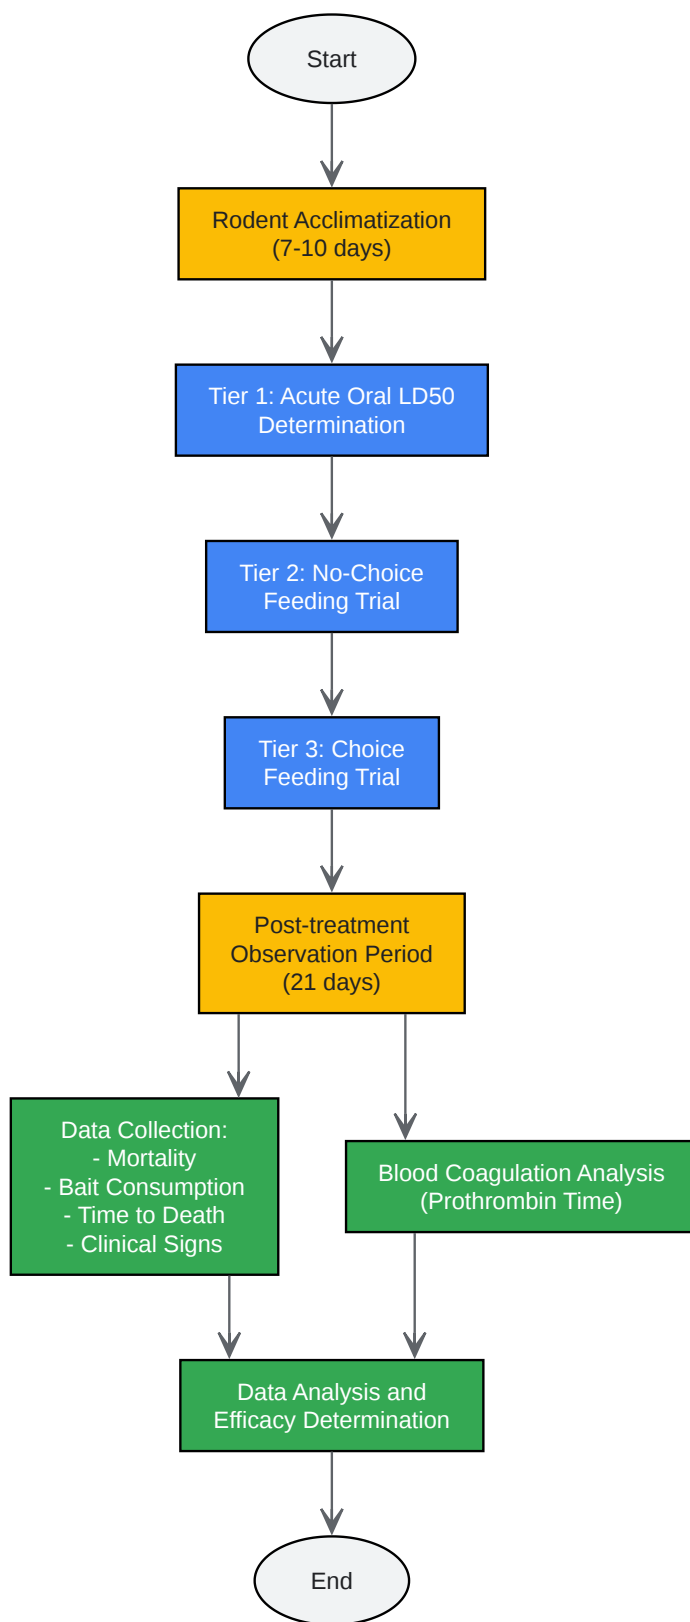 Start
Rodent Acclimatization
(7-10 days)
Tier 1: Acute Oral LD50
Determination
Tier 2: No-Choice
Feeding Trial
Tier 3: Choice
Feeding Trial
Post-treatment
Observation Period
(21 days)
Data Collection:
- Mortality
- Bait Consumption
- Time to Death
- Clinical Signs
Blood Coagulation Analysis
(Prothrombin Time)
Data Analysis and
Efficacy Determination
End